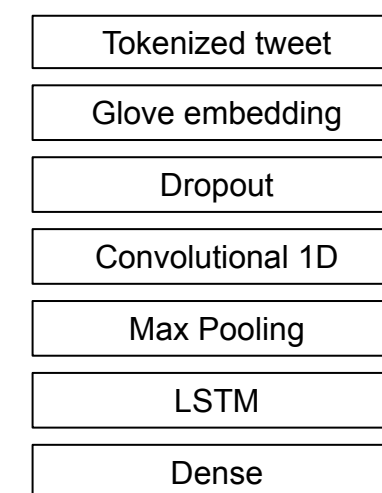 Tokenized tweet
Glove embedding
Dropout
Convolutional 1D
Max Pooling
LSTM
Dense